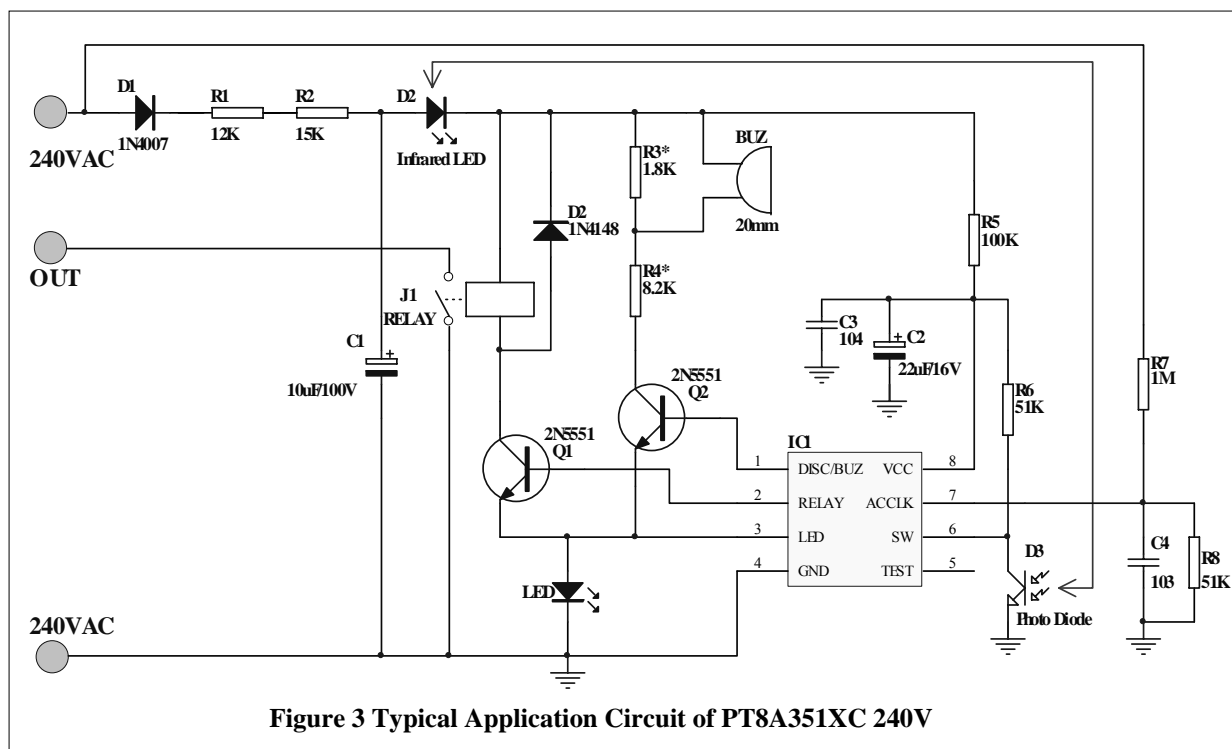 D1
1N4007
R1
12K
R2
15K
D2
Infrared LED
240VAC
R3*
1.8K
BUZ
20mm
D2
1N4148
R5
100K
OUT
R4*
8.2K
J1
RELAY
C3
104
C2
+
22uF/16V
C1
+
10uF/100V
R7
1M
R6
51K
2N5551
Q2
2N5551
Q1
IC1
1 DISC/BUZ VCC 8
2 RELAY ACCLK 7
3 LED SW 6
4 GND TEST 5
D3
Photo Diode
C4
103
R8
51K
LED
240VAC
Figure 3 Typical Application Circuit of PT8A351XC 240V